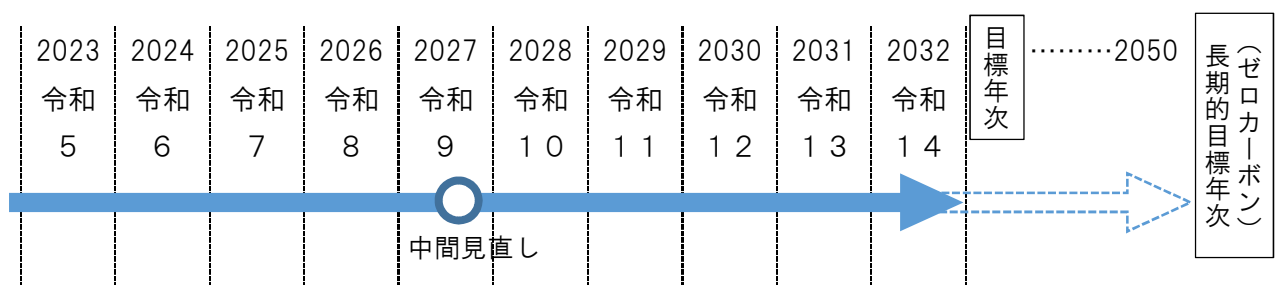 2023 2024 2025 2026 2027 2028 2029 2030 2031 2032
令和 令和 令和 令和 令和 令和 令和 令和 令和 令和
5 6 7 8 9 10 11 12 13 14
目標年次
………2050
(ゼロカーボン)
長期的目標年次
中間見直し